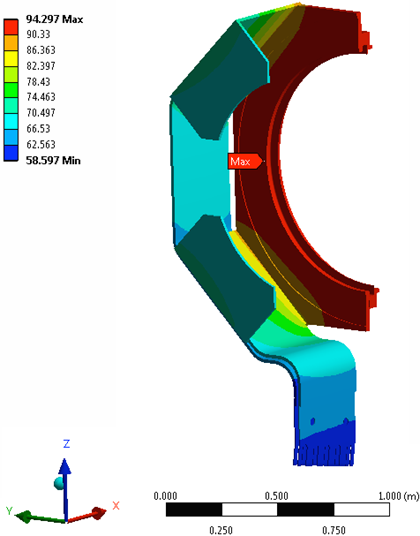 94.297 Max
90.33
86.363
82.397
78.43
74.463
70.497
66.53
62.563
58.597 Min
Max
Z
Y
X
0.000
0.500
1.000 (m)
0.250
0.750